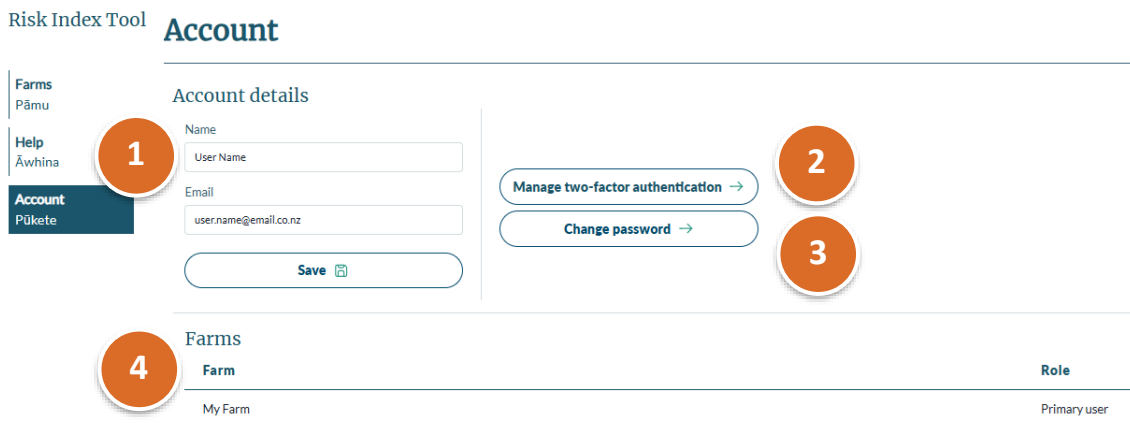 Risk Index Tool
Account
Farms
Pāmu
Help
Āwhina
Account
Pūkete
Account details
1
Name
User Name
Email
user.name@email.co.nz
Save
2
Manage two-factor authentication →
Change password →
3
4
Farms
Farm Role
My Farm Primary user